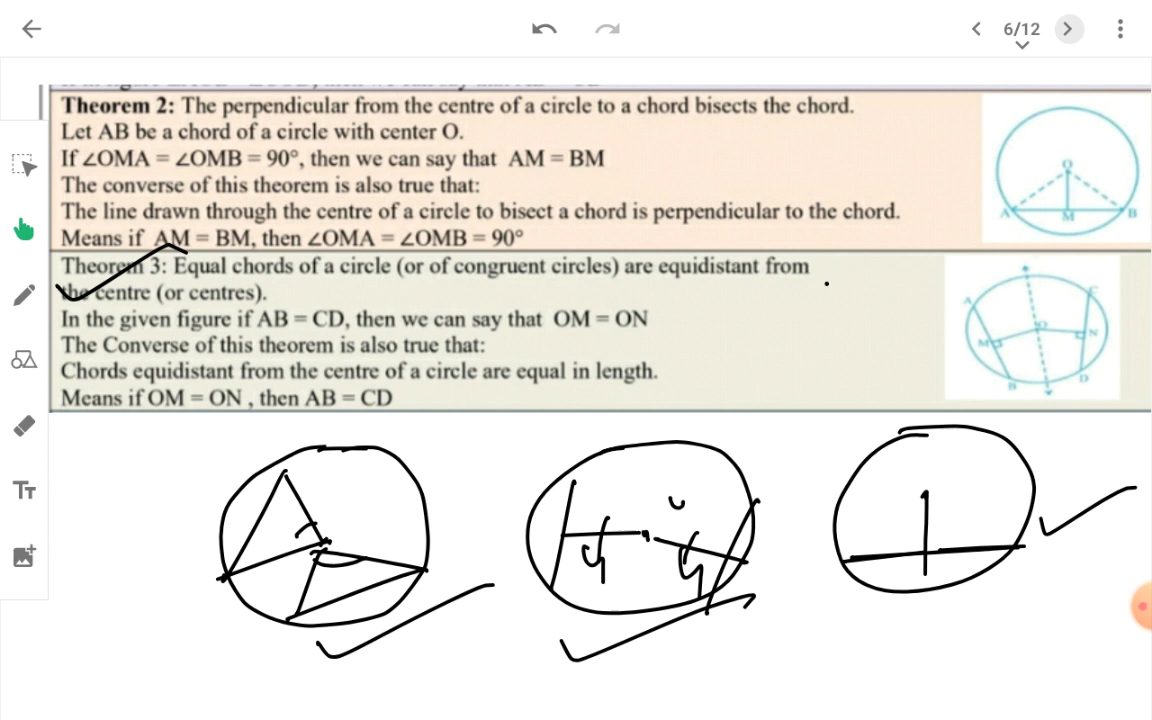 6/12
Theorem 2: The perpendicular from the centre of a circle to a chord bisects the chord.
Let AB be a chord of a circle with center O.
If ∠OMA = ∠OMB = 90°, then we can say that AM = BM
The converse of this theorem is also true that:
The line drawn through the centre of a circle to bisect a chord is perpendicular to the chord.
Means if AM = BM, then ∠OMA = ∠OMB = 90°
O
A
M
B
Theorem 3: Equal chords of a circle (or of congruent circles) are equidistant from
the centre (or centres).
In the given figure if AB = CD, then we can say that OM = ON
The Converse of this theorem is also true that:
Chords equidistant from the centre of a circle are equal in length.
Means if OM = ON , then AB = CD
A
C
O
M
N
B
D
Tт